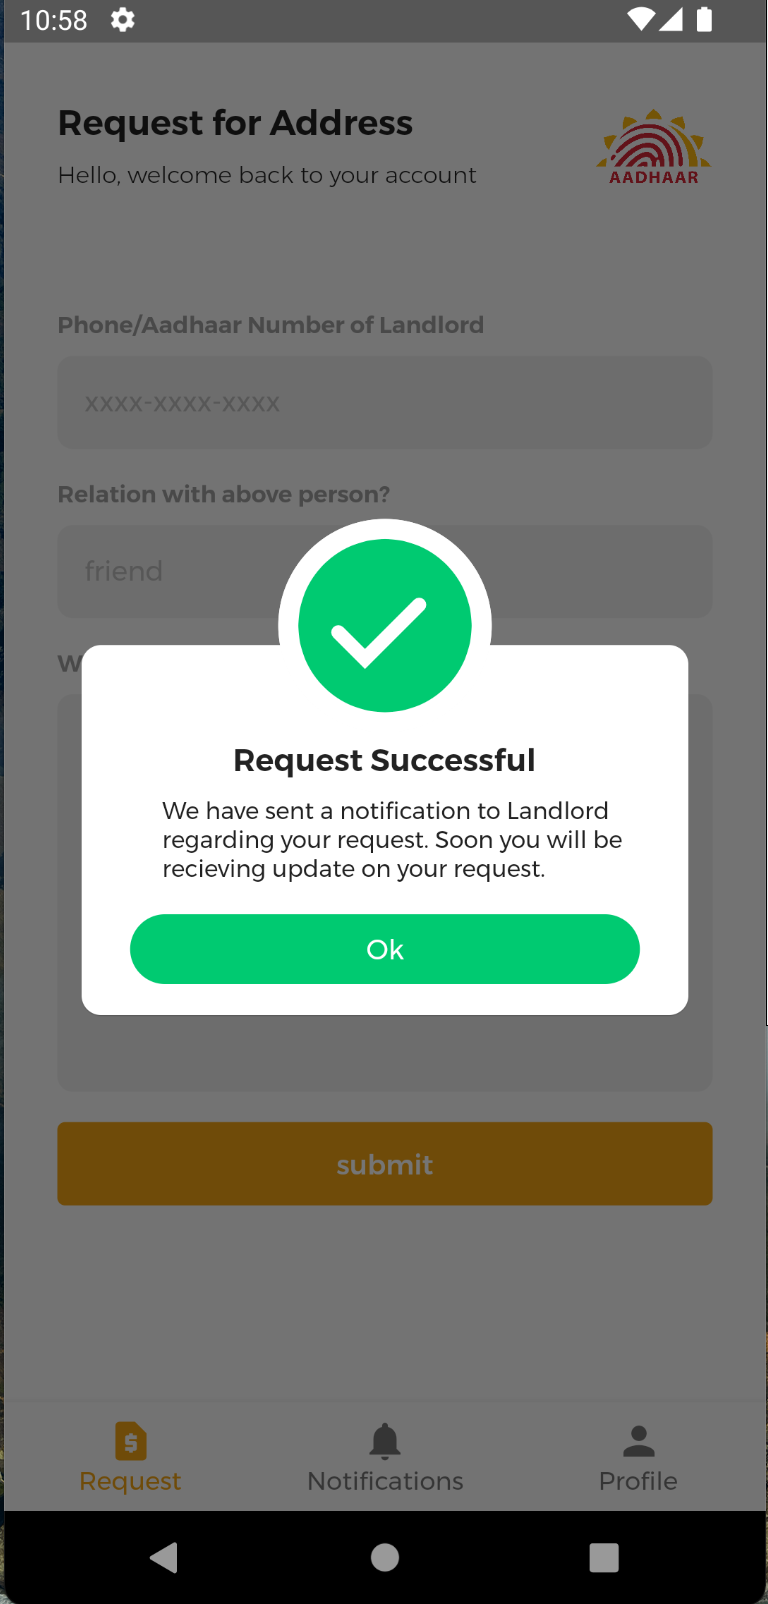 10:58
Request for Address
Hello, welcome back to your account
AADHAAR
Phone/Aadhaar Number of Landlord
xxxx-xxxx-xxxx
Relation with above person?
friend
Request Successful
We have sent a notification to Landlord
regarding your request. Soon you will be
recieving update on your request.
Ok
submit
Request
Notifications
Profile